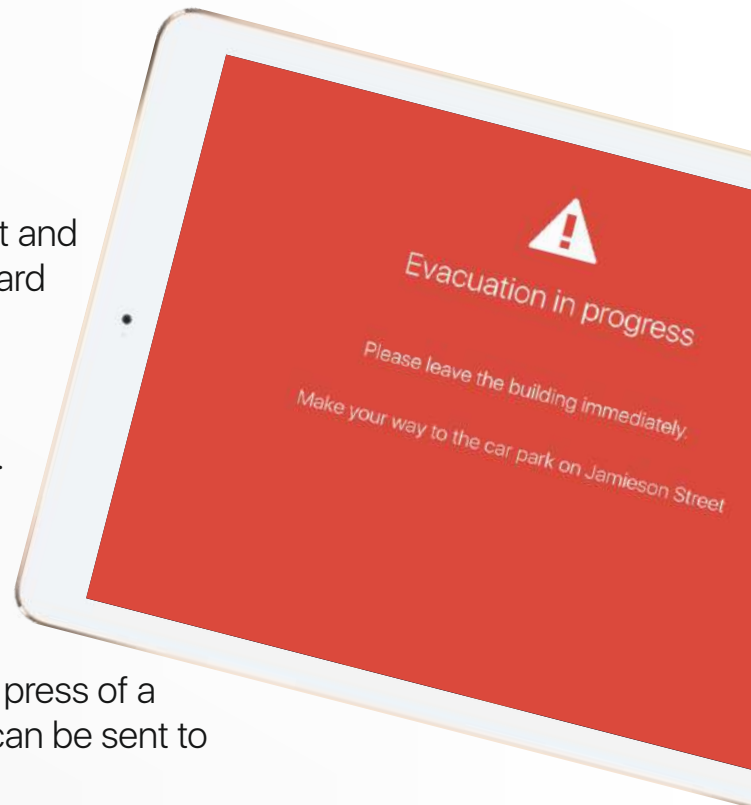 t and
ard
.
press of a
can be sent to
Evacuation in progress
Please leave the building immediately.
Make your way to the car park on Jamieson Street